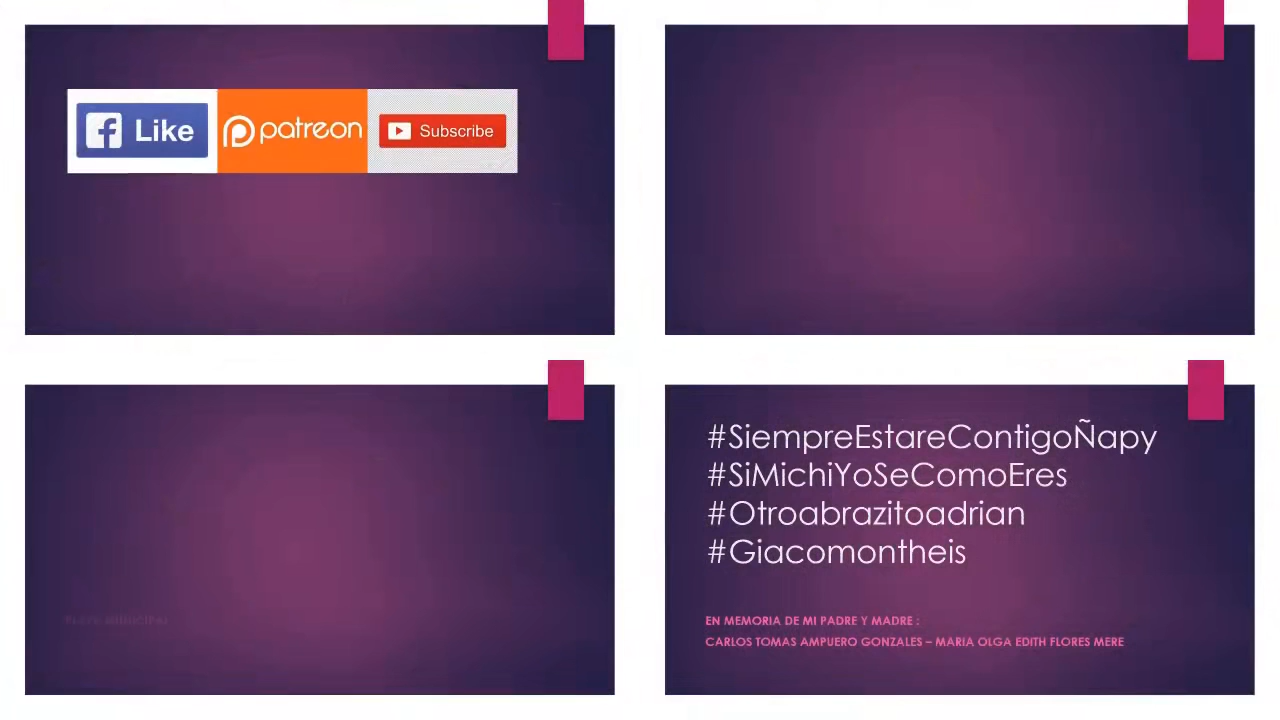 Like
patreon
Subscribe
#SiempreEstareContigoÑapy
#SiMichiYoSeComoEres
#Otroabrazitoadrian
#Giacomontheis
EN MEMORIA DE MI PADRE Y MADRE :
CARLOS TOMAS AMPUERO GONZALES – MARIA OLGA EDITH FLORES MERE